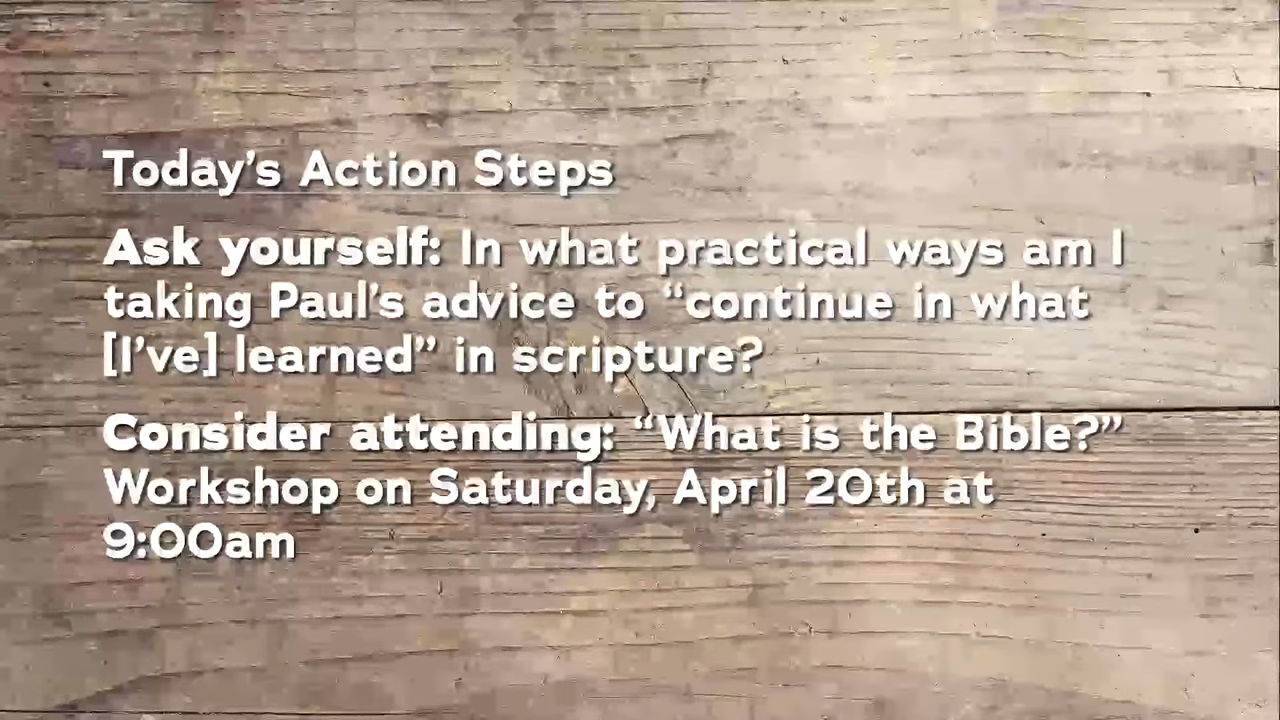 Today’s Action Steps
Ask yourself: In what practical ways am I
taking Paul’s advice to “continue in what
[I’ve] learned” in scripture?
Consider attending: “What is the Bible?”
Workshop on Saturday, April 20th at
9:00am